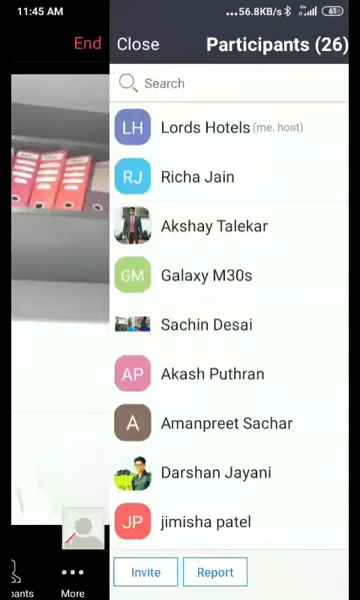 11:45 AM
...56.8KB/s
61
End
Close
Participants (26)
Search
LH
Lords Hotels (me, host)
RJ
Richa Jain
Akshay Talekar
GM
Galaxy M30s
Sachin Desai
AP
Akash Puthran
A
Amanpreet Sachar
Darshan Jayani
JP
jimisha patel
Invite
Report
pants
More